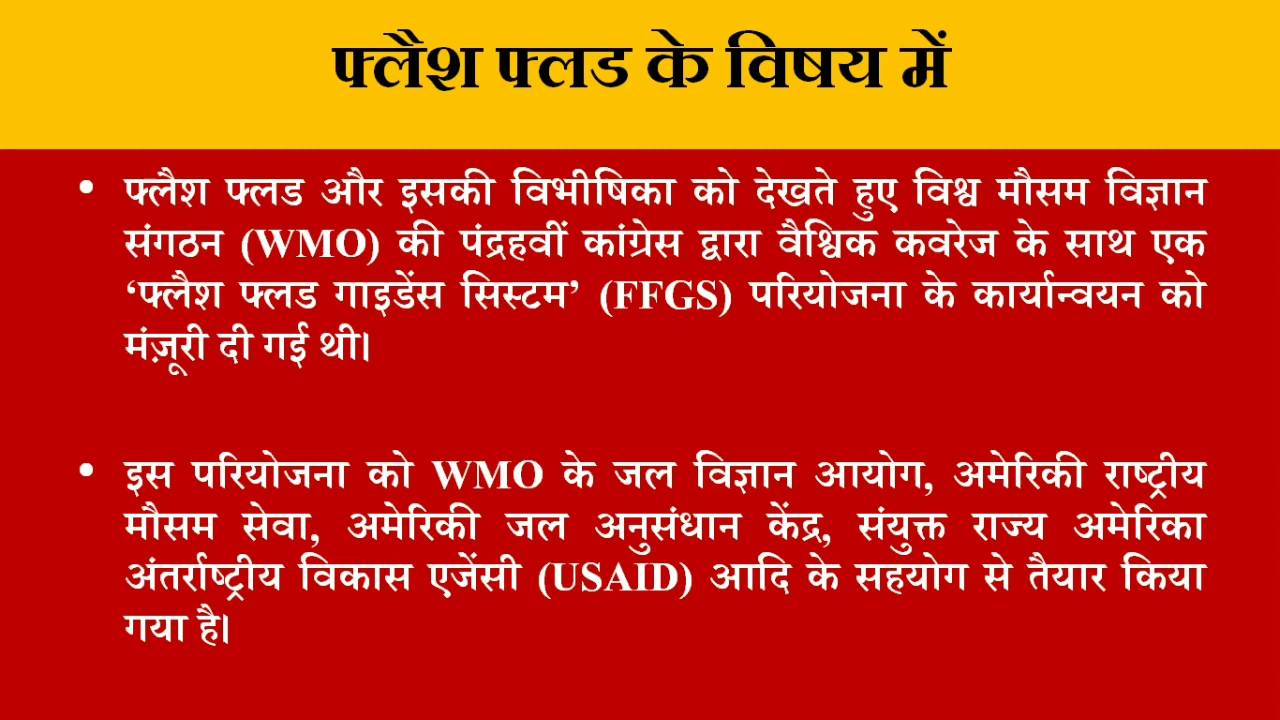 फ्लैश फ्लड के विषय में
• फ्लैश फ्लड और इसकी विभीषिका को देखते हुए विश्व मौसम विज्ञान
संगठन (WMO) की पंद्रहवीं कांग्रेस द्वारा वैश्विक कवरेज के साथ एक
‘फ्लैश फ्लड गाइडेंस सिस्टम’ (FFGS) परियोजना के कार्यान्वयन को
मंज़ूरी दी गई थी।
• इस परियोजना को WMO के जल विज्ञान आयोग, अमेरिकी राष्ट्रीय
मौसम सेवा, अमेरिकी जल अनुसंधान केंद्र, संयुक्त राज्य अमेरिका
अंतर्राष्ट्रीय विकास एजेंसी (USAID) आदि के सहयोग से तैयार किया
गया है।